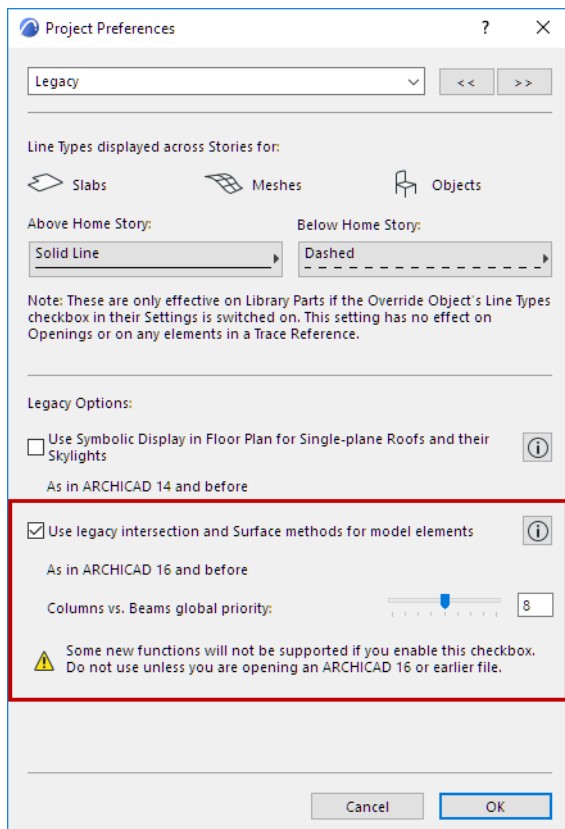 Project Preferences
?
Legacy
<< >>
Line Types displayed across Stories for:
Slabs Meshes Objects
Above Home Story: Below Home Story:
Solid Line Dashed
Note: These are only effective on Library Parts if the Override Object's Line Types
checkbox in their Settings is switched on. This setting has no effect on
Openings or on any elements in a Trace Reference.
Legacy Options:
Use Symbolic Display in Floor Plan for Single-plane Roofs and their
Skylights
As in ARCHICAD 14 and before
Use legacy intersection and Surface methods for model elements
As in ARCHICAD 16 and before
Columns vs. Beams global priority: 8
Some new functions will not be supported if you enable this checkbox.
Do not use unless you are opening an ARCHICAD 16 or earlier file.
Cancel OK